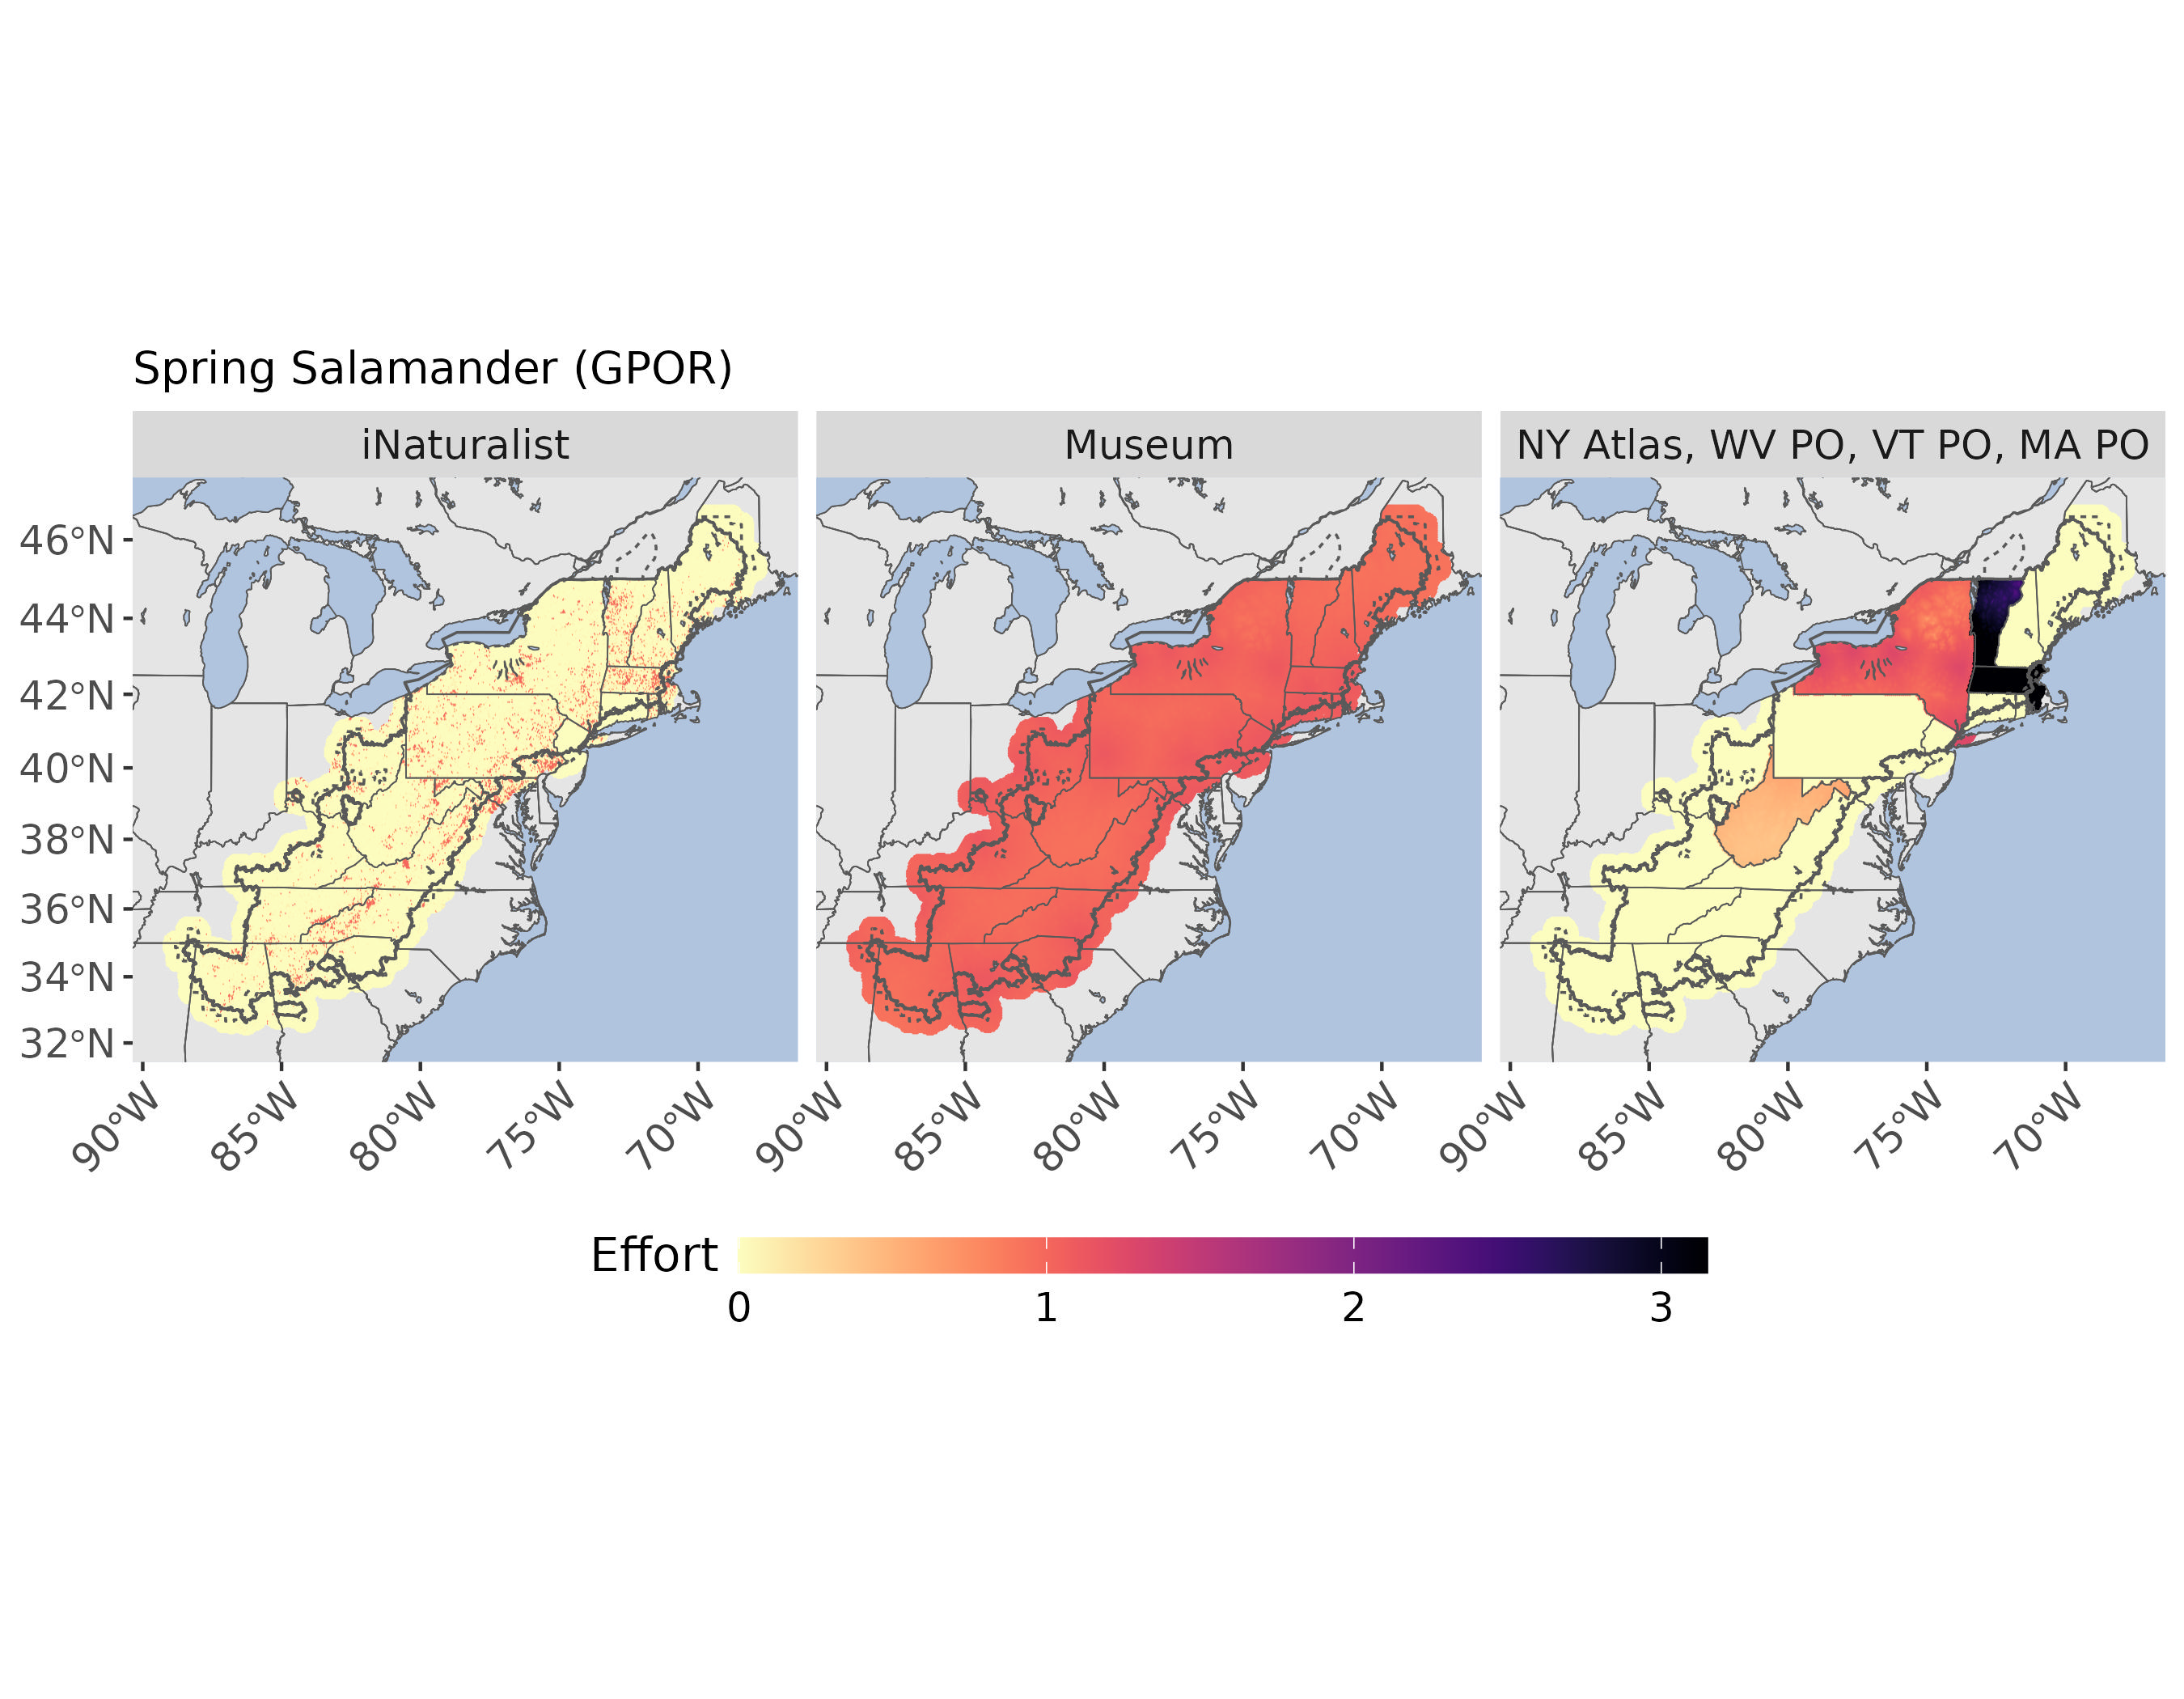 Spring Salamander (GPOR)
iNaturalist
Museum
NY Atlas, WV PO, VT PO, MA PO
46°N
44°N
42°N
40°N
38°N
36°N
34°N
32°N
90°W 85°W 80°W 75°W 70°W 90°W 85°W 80°W 75°W 70°W 90°W 85°W 80°W 75°W 70°W
Effort
0 1 2 3